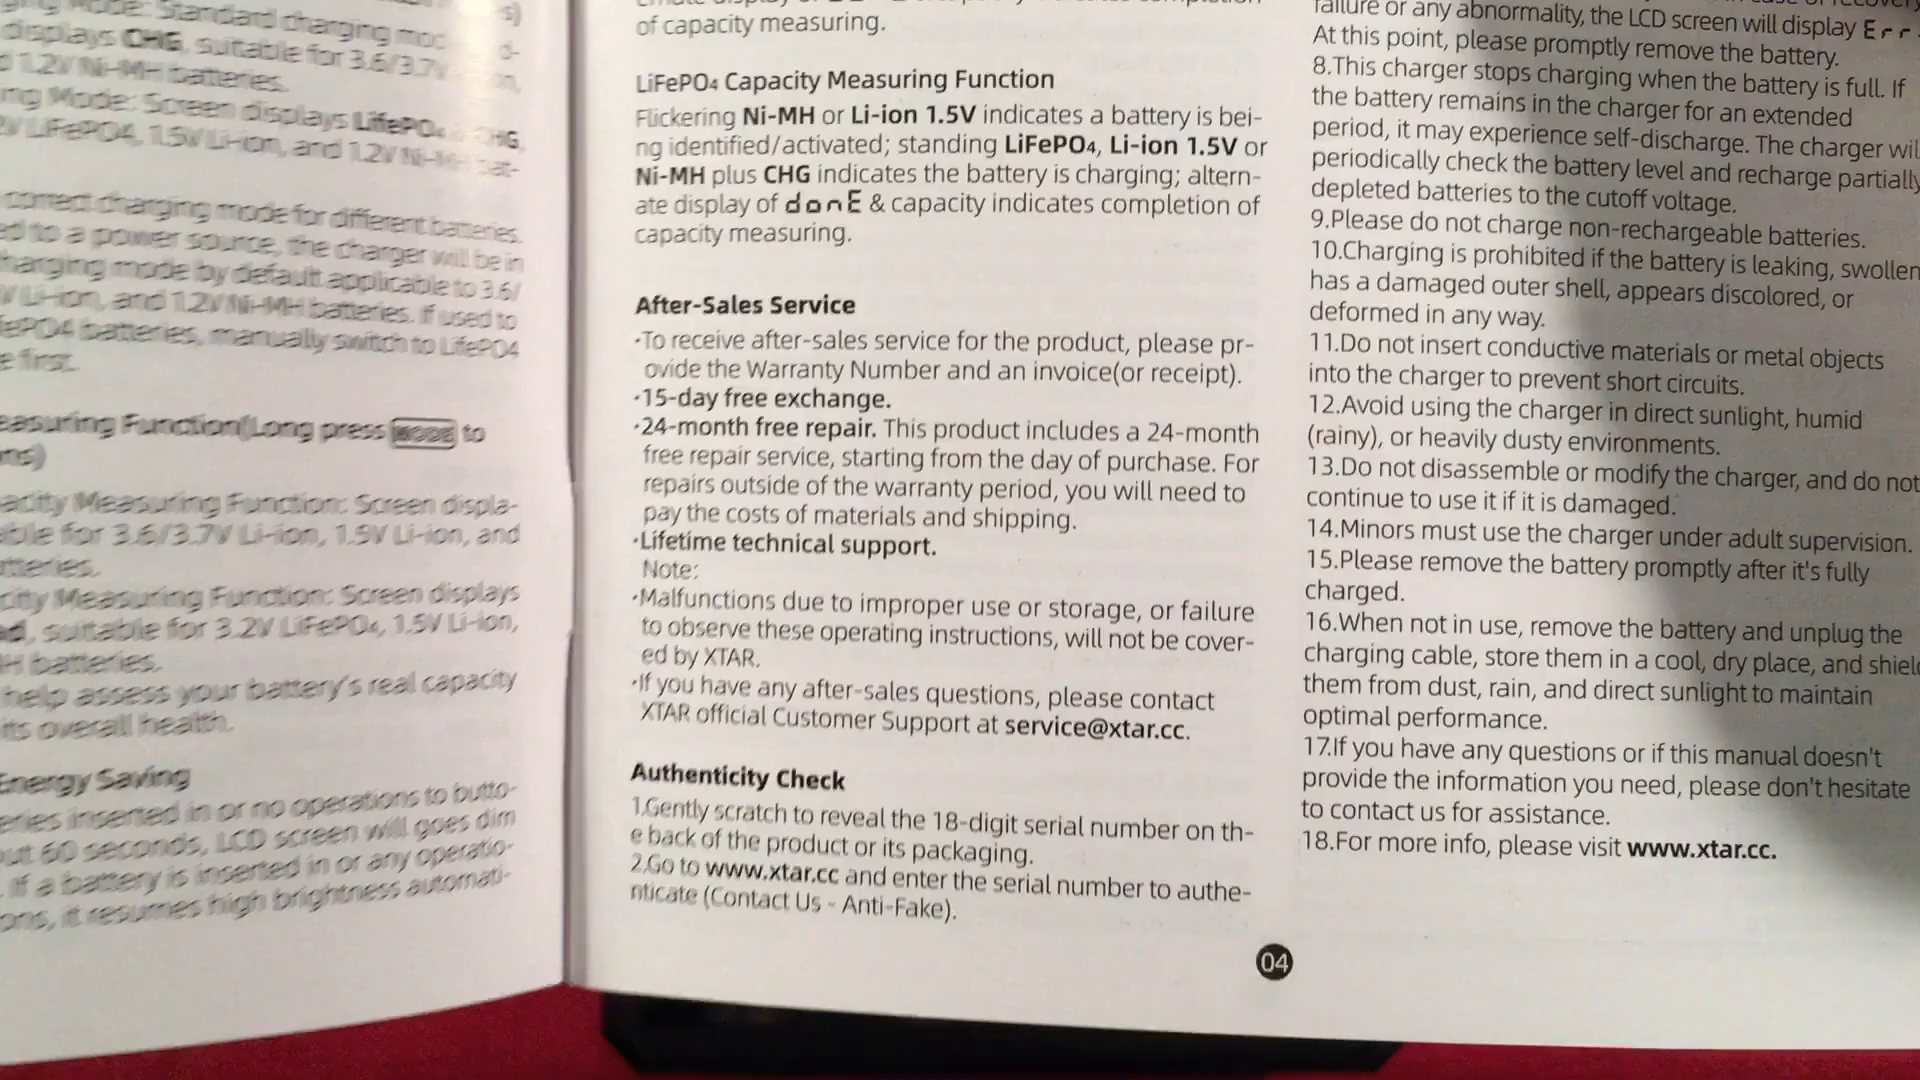 displays CHG, suitable for 3.6/3.7V
1.2V Ni-MH batteries.
Mode: Screen displays LifePO4 CHG,
LiFePO4, 1.5V Li-ion, and 1.2V Ni-MH bat-
correct charging mode for different batteries.
to a power source, the charger will be in
charging mode by default applicable to 3.6/
Li-ion, and 1.2V Ni-MH batteries. If used to
batteries, manually switch to LifePO4
first.
Function(Long press MODE to
Measuring Function: Screen displa-
for 3.6/3.7V Li-ion, 1.5V Li-ion, and
Measuring Function: Screen displays
suitable for 3.2V LiFePO4, 1.5V Li-ion,
batteries.
help assess your battery's real capacity
its overall health.
Energy Saving
inserted in or no operations to butto-
60 seconds, LCD screen will goes dim
If a battery is inserted in or any operatio-
it resumes high brightness automati-
of capacity measuring.
LiFePO4 Capacity Measuring Function
Flickering Ni-MH or Li-ion 1.5V indicates a battery is bei-
ng identified/activated; standing LiFePO4, Li-ion 1.5V or
Ni-MH plus CHG indicates the battery is charging; altern-
ate display of donE & capacity indicates completion of
capacity measuring.
After-Sales Service
·To receive after-sales service for the product, please pr-
ovide the Warranty Number and an invoice(or receipt).
·15-day free exchange.
·24-month free repair. This product includes a 24-month
free repair service, starting from the day of purchase. For
repairs outside of the warranty period, you will need to
pay the costs of materials and shipping.
·Lifetime technical support.
Note:
·Malfunctions due to improper use or storage, or failure
to observe these operating instructions, will not be cover-
ed by XTAR.
·If you have any after-sales questions, please contact
XTAR official Customer Support at service@xtar.cc.
Authenticity Check
1.Gently scratch to reveal the 18-digit serial number on th-
e back of the product or its packaging.
2.Go to www.xtar.cc and enter the serial number to authe-
nticate (Contact Us - Anti-Fake).
04
failure or any abnormality, the LCD screen will display Err.
At this point, please promptly remove the battery.
8.This charger stops charging when the battery is full. If
the battery remains in the charger for an extended
period, it may experience self-discharge. The charger
periodically check the battery level and recharge partially
depleted batteries to the cutoff voltage.
9.Please do not charge non-rechargeable batteries.
10.Charging is prohibited if the battery is leaking, swollen
has a damaged outer shell, appears discolored, or
deformed in any way.
11.Do not insert conductive materials or metal objects
into the charger to prevent short circuits.
12.Avoid using the charger in direct sunlight, humid
(rainy), or heavily dusty environments.
13.Do not disassemble or modify the charger, and do not
continue to use it if it is damaged.
14.Minors must use the charger under adult supervision.
15.Please remove the battery promptly after it's fully
charged.
16.When not in use, remove the battery and unplug the
charging cable, store them in a cool, dry place, and shield
them from dust, rain, and direct sunlight to maintain
optimal performance.
17.If you have any questions or if this manual doesn't
provide the information you need, please don't hesitate
to contact us for assistance.
18.For more info, please visit www.xtar.cc.